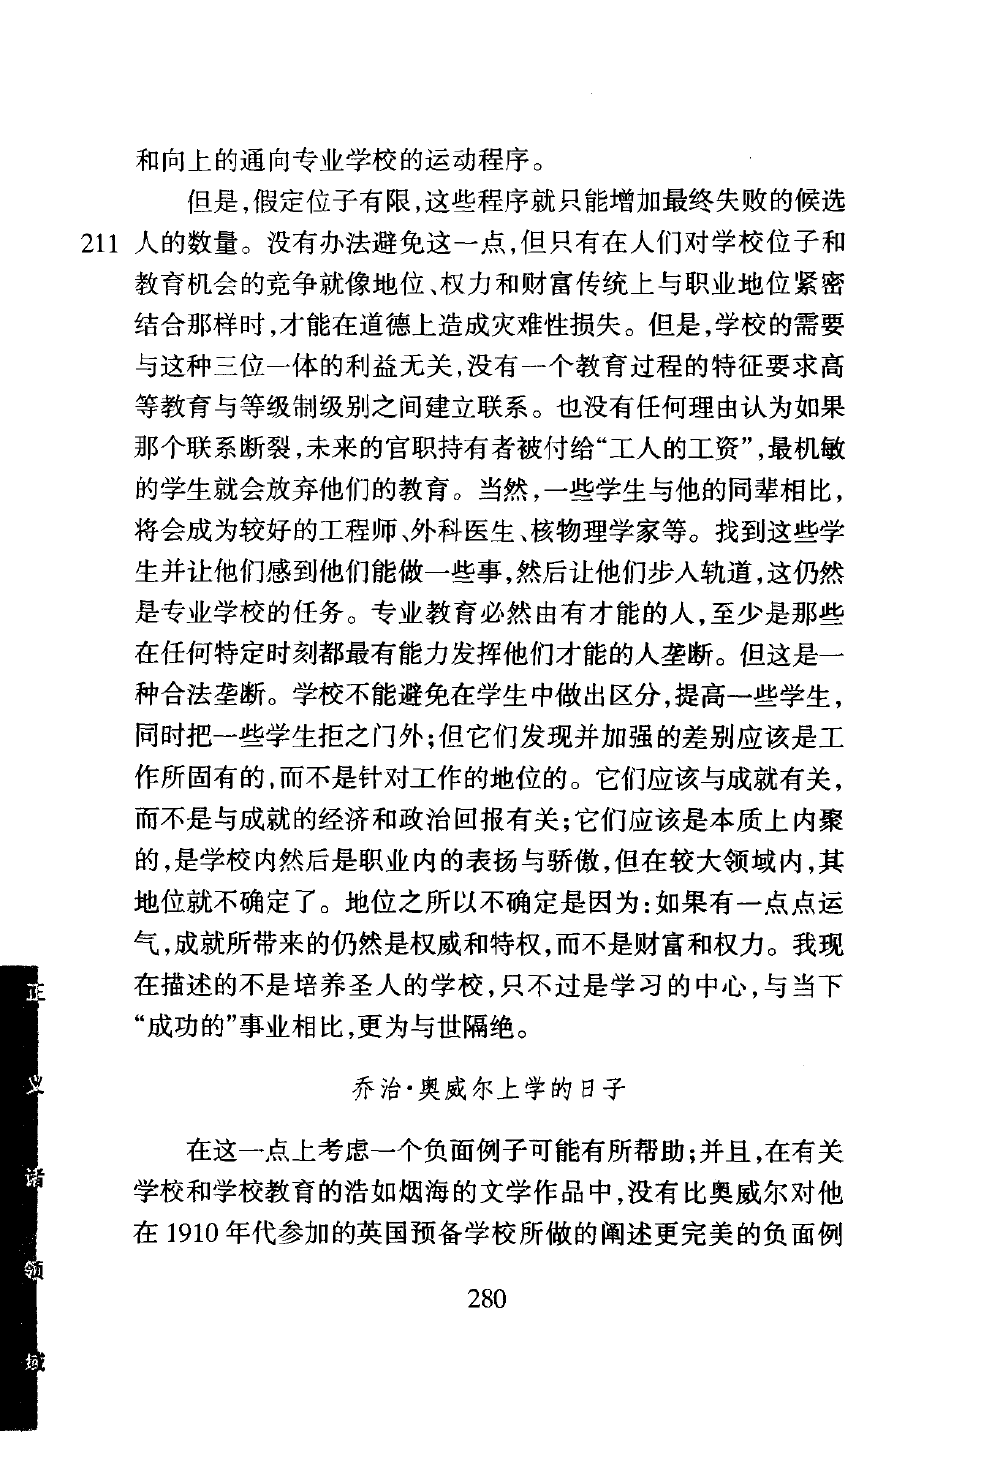 和向上的通向专业学校的运动程序。
但是,假定位子有限,这些程序就只能增加最终失败的候选
211 人的数量。没有办法避免这一点,但只有在人们对学校位子和
教育机会的竞争就像地位、权力和财富传统上与职业地位紧密
结合那样时,才能在道德上造成灾难性损失。但是,学校的需要
与这种三位一体的利益无关,没有一个教育过程的特征要求高
等教育与等级制级别之间建立联系。也没有任何理由认为如果
那个联系断裂,未来的官职持有者被付给“工人的工资”,最机敏
的学生就会放弃他们的教育。当然,一些学生与他的同辈相比,
将会成为较好的工程师、外科医生、核物理学家等。找到这些学
生并让他们感到他们能做一些事,然后让他们步入轨道,这仍然
是专业学校的任务。专业教育必然由有才能的人,至少是那些
在任何特定时刻都最有能力发挥他们才能的人垄断。但这是一
种合法垄断。学校不能避免在学生中做出区分,提高一些学生,
同时把一些学生拒之门外;但它们发现并加强的差别应该是工
作所固有的,而不是针对工作的地位的。它们应该与成就有关,
而不是与成就的经济和政治回报有关;它们应该是本质上内聚
的,是学校内然后是职业内的表扬与骄傲,但在较大领域内,其
地位就不确定了。地位之所以不确定是因为:如果有一点点运
气,成就所带来的仍然是权威和特权,而不是财富和权力。我现
在描述的不是培养圣人的学校,只不过是学习的中心,与当下
“成功的”事业相比,更为与世隔绝。
乔治·奥威尔上学的日子
在这一点上考虑一个负面例子可能有所帮助;并且,在有关
学校和学校教育的浩如烟海的文学作品中,没有比奥威尔对他
在 1910 年代参加的英国预备学校所做的阐述更完美的负面例
280
正
义
诸
领
域